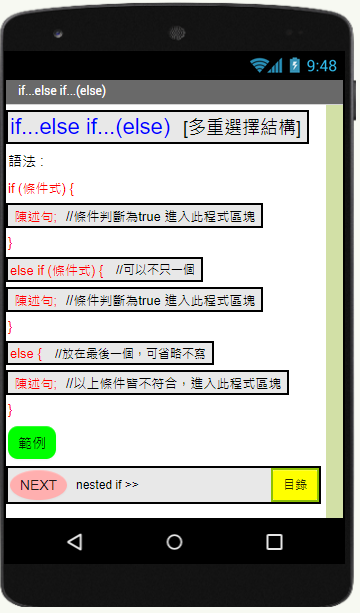 9:48
if...else if...(else)
if...else if...(else) [多重選擇結構]
語法 :
if (條件式) {
陳述句; //條件判斷為true 進入此程式區塊
}
else if (條件式) { //可以不只一個
陳述句; //條件判斷為true 進入此程式區塊
}
else { //放在最後一個，可省略不寫
陳述句; //以上條件皆不符合，進入此程式區塊
}
範例
NEXT nested if >> 目錄